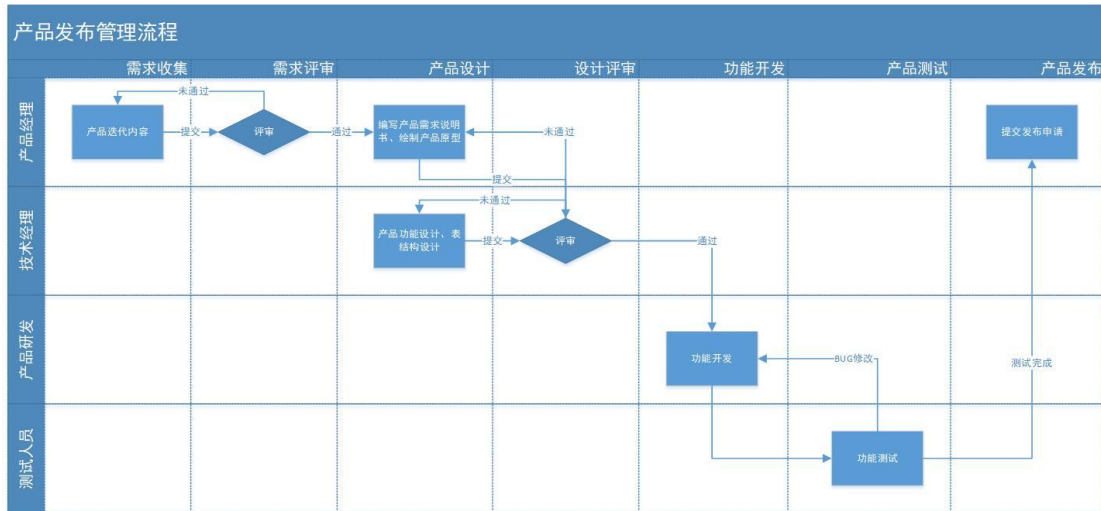 产品发布管理流程
需求收集
需求评审
产品设计
设计评审
功能开发
产品测试
产品发布
产品经理
未通过
产品迭代内容
提交
评审
通过
编写产品需求说明
书、绘制产品原型
未通过
提交
提交发布申请
技术经理
未通过
产品功能设计、表
结构设计
提交
评审
通过
产品研发
功能开发
BUG修改
测试完成
测试人员
功能测试